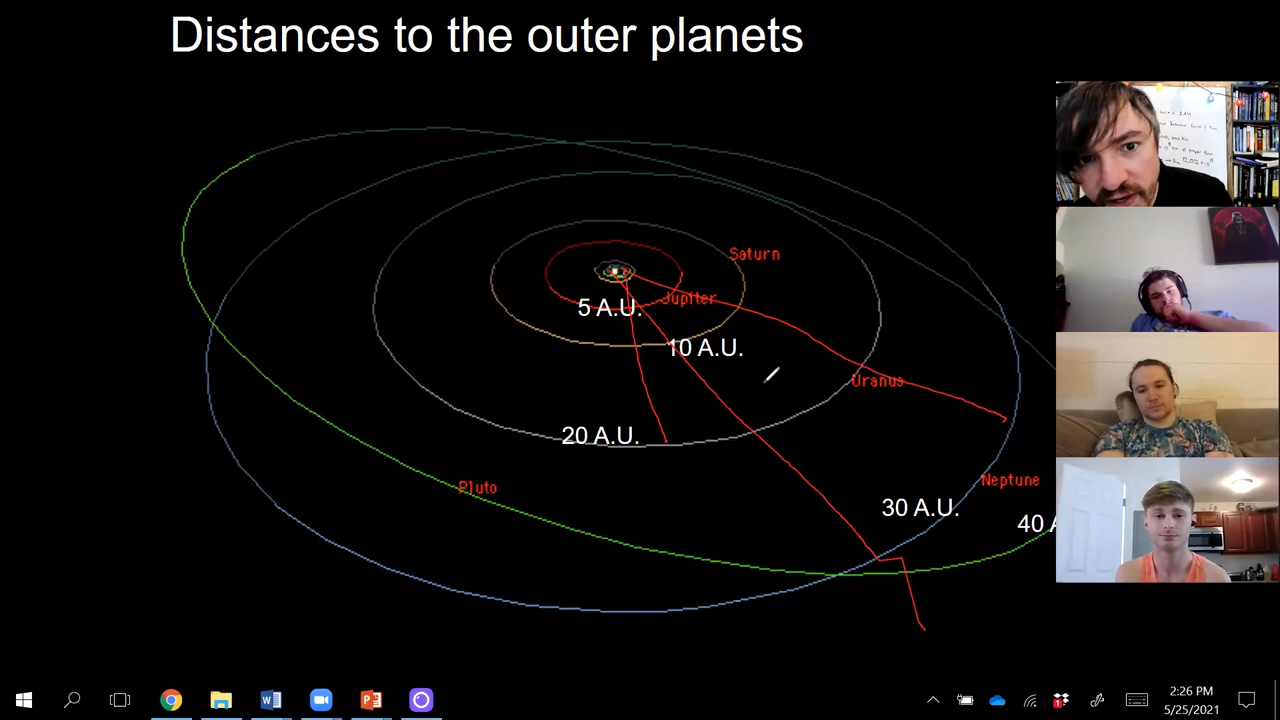 Distances to the outer planets
Saturn
Jupiter
5 A.U.
10 A.U.
Uranus
20 A.U.
Pluto
Neptune
30 A.U.
40 A
2:26 PM
5/25/2021